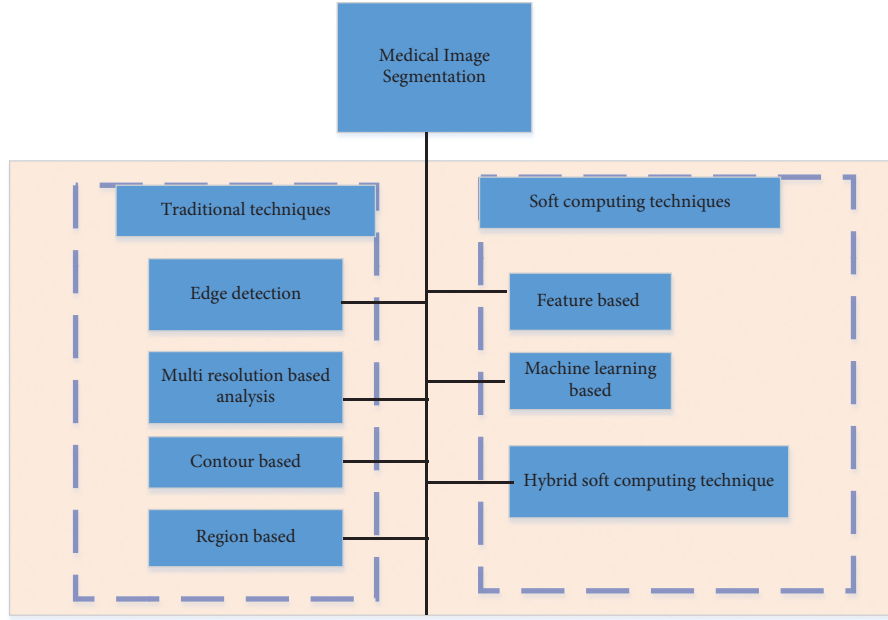 Medical Image
Segmentation
Traditional techniques
Edge detection
Multi resolution based
analysis
Contour based
Region based
Soft computing techniques
Feature based
Machine learning
based
Hybrid soft computing technique